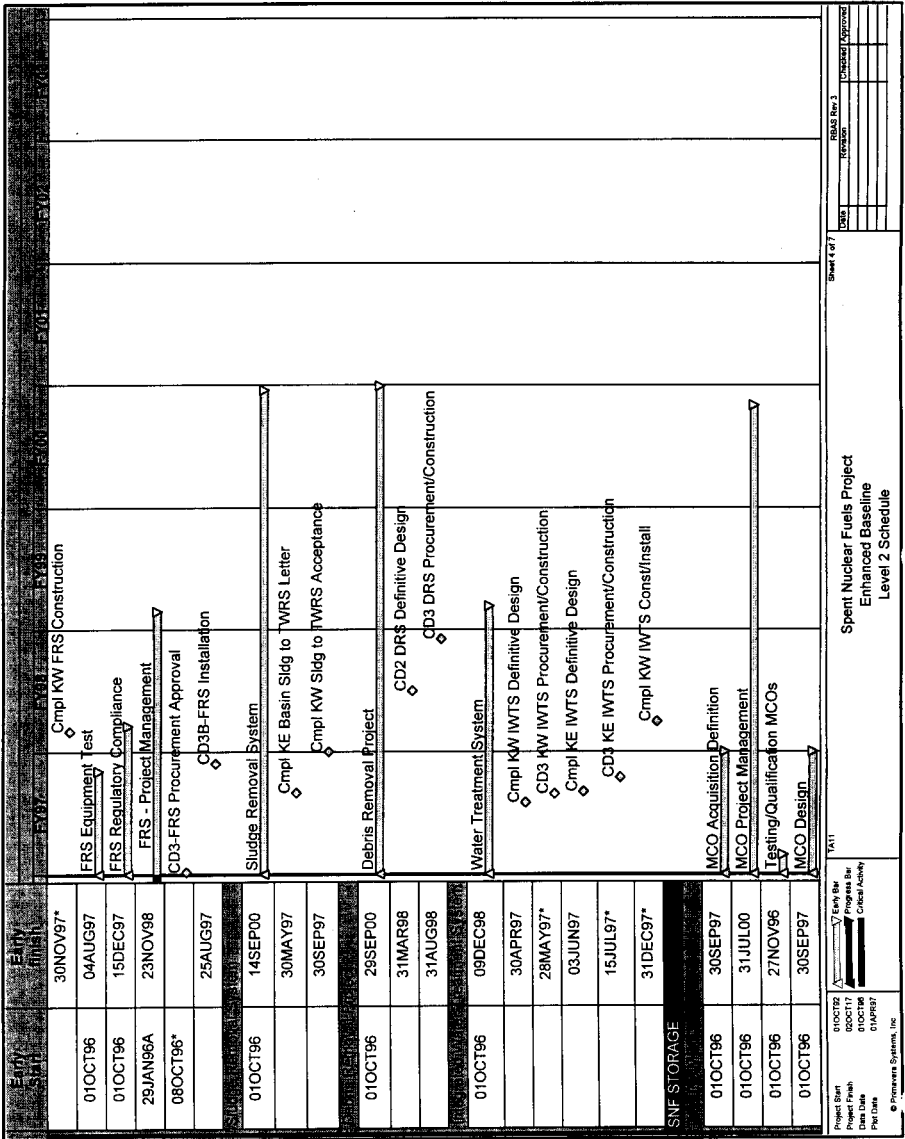 Early Start
Early Finish
FY97 FY98 FY99 FY00 FY01 FY02
30NOV97* Cmpl KW FRS Construction
01OCT96 04AUG97 FRS Equipment Test
01OCT96 15DEC97 FRS Regulatory Compliance
29JAN96A 23NOV98 FRS - Project Management
08OCT96* CD3-FRS Procurement Approval
25AUG97 CD3B-FRS Installation
01OCT96 14SEP00 Sludge Removal System
30MAY97 Cmpl KE Basin Sldg to TWRS Letter
30SEP97 Cmpl KW Sldg to TWRS Acceptance
01OCT96 29SEP00 Debris Removal Project
31MAR98 CD2 DRS Definitive Design
31AUG98 CD3 DRS Procurement/Construction
01OCT96 09DEC98 Water Treatment System
30APR97 Cmpl KW IWTS Definitive Design
28MAY97* CD3 KW IWTS Procurement/Construction
03JUN97 Cmpl KE IWTS Definitive Design
15JUL97* CD3 KE IWTS Procurement/Construction
31DEC97* Cmpl KW IWTS Const/Install
SNF STORAGE
01OCT96 30SEP97 MCO Acquisition Definition
01OCT96 31JUL00 MCO Project Management
01OCT96 27NOV96 Testing/Qualification MCOs
01OCT96 30SEP97 MCO Design
Project Start 01OCT92
Project Finish 02OCT17
Data Date 01OCT96
Plot Date 01APR97
© Primavera Systems, Inc
Early Bar
Progress Bar
Critical Activity
TA11
Spent Nuclear Fuels Project
Enhanced Baseline
Level 2 Schedule
Sheet 4 of 7
RBAS Rev 3
Date Revision Checked Approved